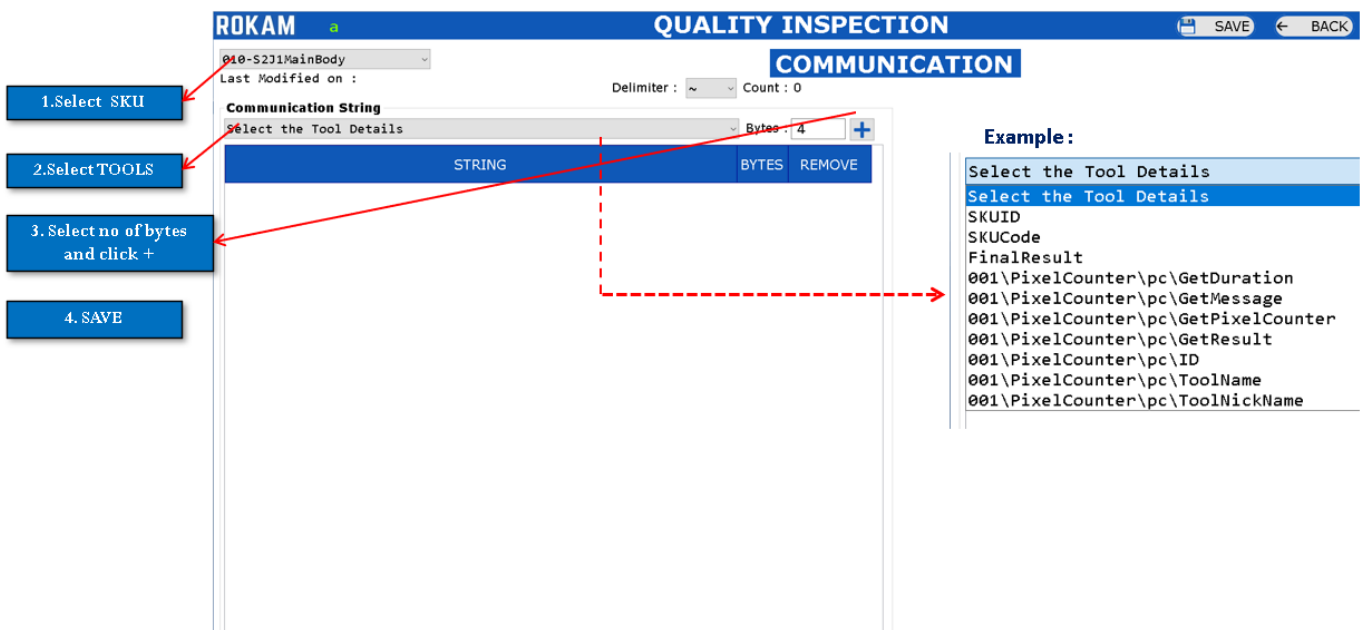 ROKAM a QUALITY INSPECTION SAVE ← BACK
010-S2J1MainBody
COMMUNICATION
Last Modified on :
Delimiter : ~ Count : 0
1.Select SKU
Communication String
Select the Tool Details Bytes : 4 +
STRING BYTES REMOVE
2.Select TOOLS
3. Select no of bytes
and click +
4. SAVE
Example :
Select the Tool Details
Select the Tool Details
SKUID
SKUCode
FinalResult
001\PixelCounter\pc\GetDuration
001\PixelCounter\pc\GetMessage
001\PixelCounter\pc\GetPixelCounter
001\PixelCounter\pc\GetResult
001\PixelCounter\pc\ID
001\PixelCounter\pc\ToolName
001\PixelCounter\pc\ToolNickName